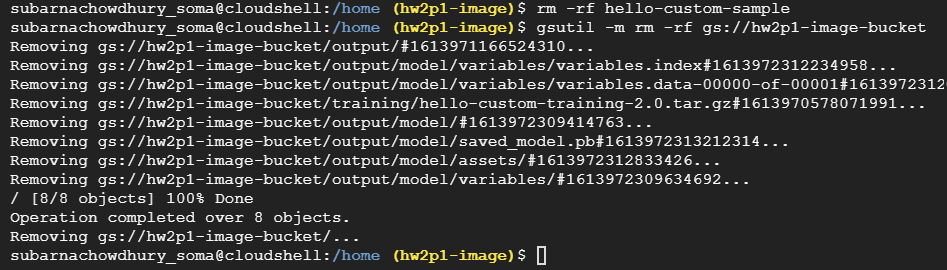 subarnachowdhury_soma@cloudshell:/home (hw2p1-image)$ rm -rf hello-custom-sample
subarnachowdhury_soma@cloudshell:/home (hw2p1-image)$ gsutil -m rm -rf gs://hw2p1-image-bucket
Removing gs://hw2p1-image-bucket/output/#1613971166524310...
Removing gs://hw2p1-image-bucket/output/model/variables/variables.index#1613972312234958...
Removing gs://hw2p1-image-bucket/output/model/variables/variables.data-00000-of-00001#1613972312
Removing gs://hw2p1-image-bucket/training/hello-custom-training-2.0.tar.gz#1613970578071991...
Removing gs://hw2p1-image-bucket/output/model/#1613972309414763...
Removing gs://hw2p1-image-bucket/output/model/saved_model.pb#1613972313212314...
Removing gs://hw2p1-image-bucket/output/model/assets/#1613972312833426...
Removing gs://hw2p1-image-bucket/output/model/variables/#1613972309634692...
/ [8/8 objects] 100% Done
Operation completed over 8 objects.
Removing gs://hw2p1-image-bucket/...
subarnachowdhury_soma@cloudshell:/home (hw2p1-image)$